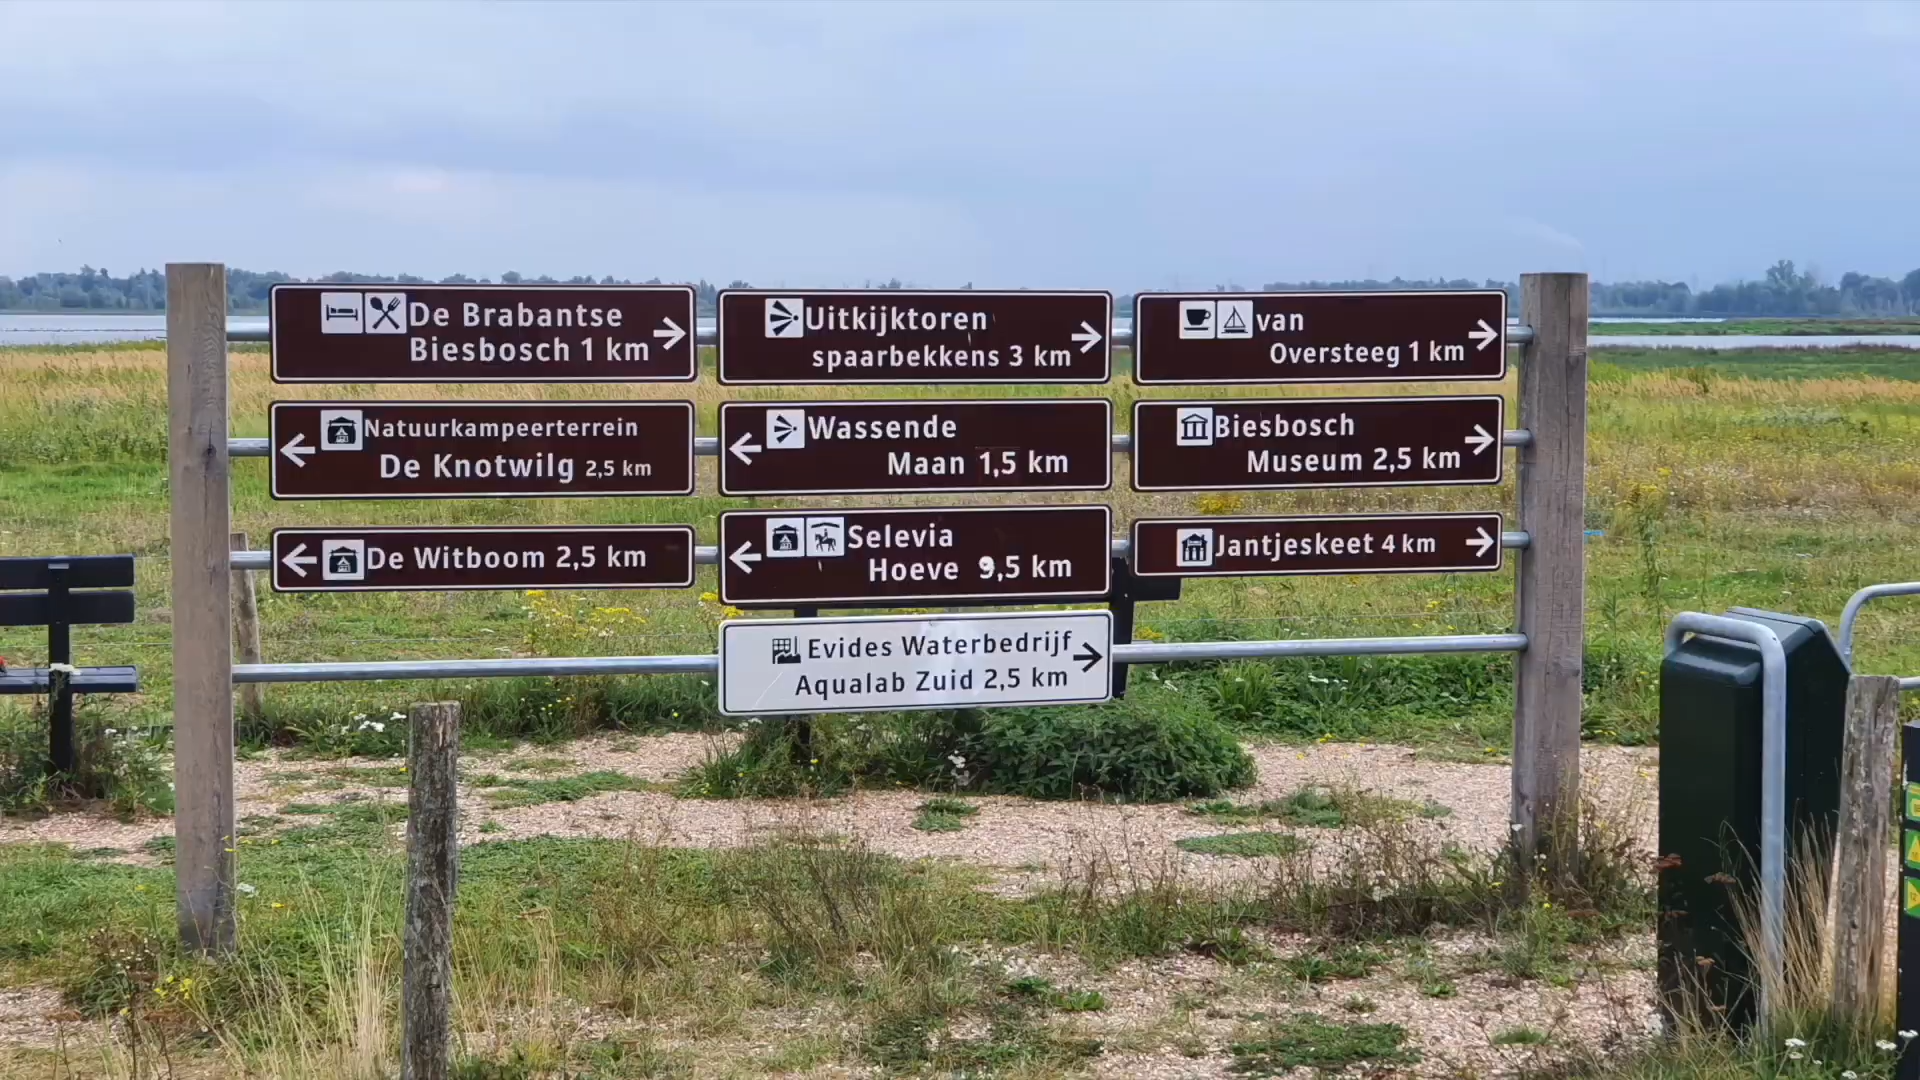 De Brabantse
Biesbosch 1 km
Natuurkampeerterrein
De Knotwilg 2,5 km
De Witboom 2,5 km
Uitkijktoren
spaarbekkens 3 km
Wassende
Maan 1,5 km
Selevia
Hoeve 9,5 km
Evides Waterbedrijf
Aqualab Zuid 2,5 km
van
Oversteeg 1 km
Biesbosch
Museum 2,5 km
Jantjeskeet 4 km